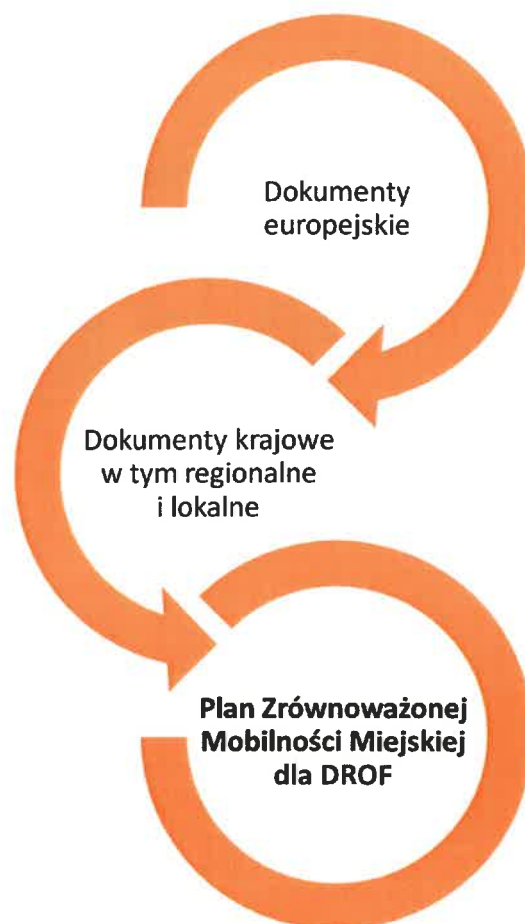 Dokumenty
europejskie
Dokumenty krajowe
w tym regionalne
i lokalne
Plan Zrównoważonej
Mobilności Miejskiej
dla DROF